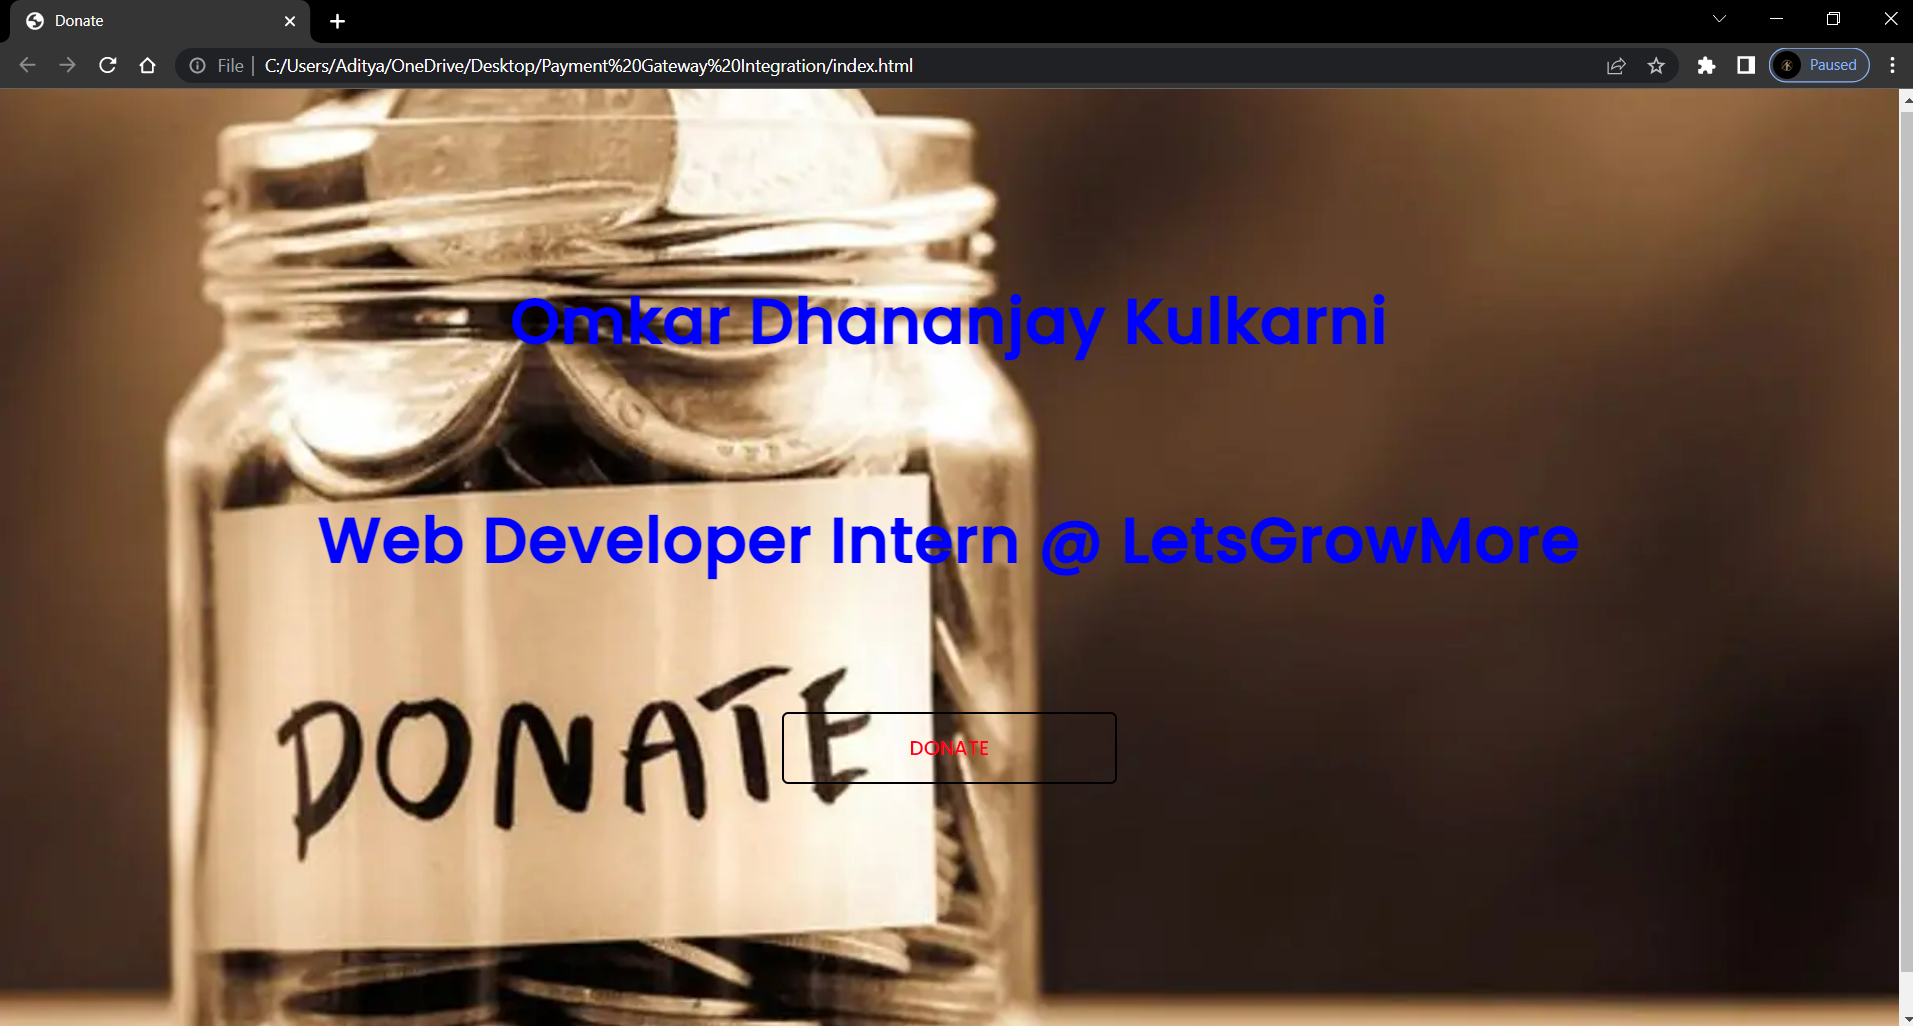 Donate
File
C:/Users/Aditya/OneDrive/Desktop/Payment%20Gateway%20Integration/index.html
Paused
Omkar Dhananjay Kulkarni
Web Developer Intern @ LetsGrowMore
DONATE
DONATE